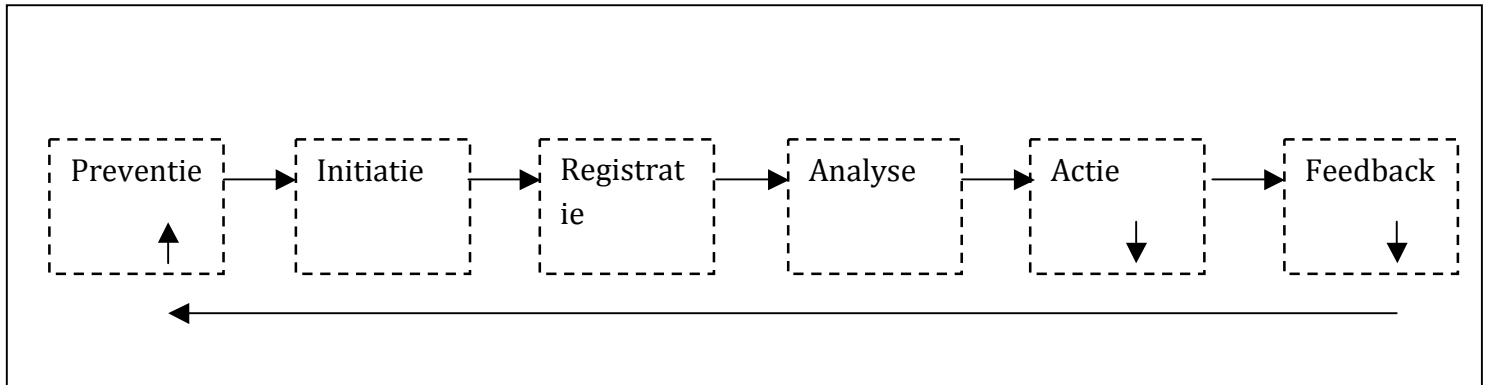 Preventie
Initiatie
Registrat
ie
Analyse
Actie
Feedback